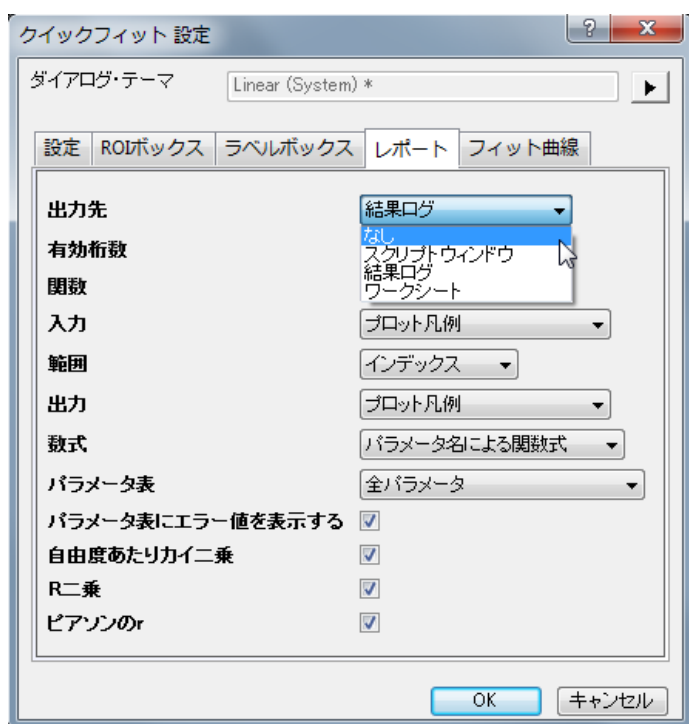 クイックフィット 設定
ダイアログ・テーマ Linear (System) *
設定 ROIボックス ラベルボックス レポート フィット曲線
出力先 結果ログ
なし
有効桁数 スクリプトウィンドウ
結果ログ
関数 ワークシート
入力 プロット凡例
範囲 インデックス
出力 プロット凡例
数式 パラメータ名による関数式
パラメータ表 全パラメータ
パラメータ表にエラー値を表示する
自由度あたりカイ二乗
R二乗
ピアソンのr
OK キャンセル